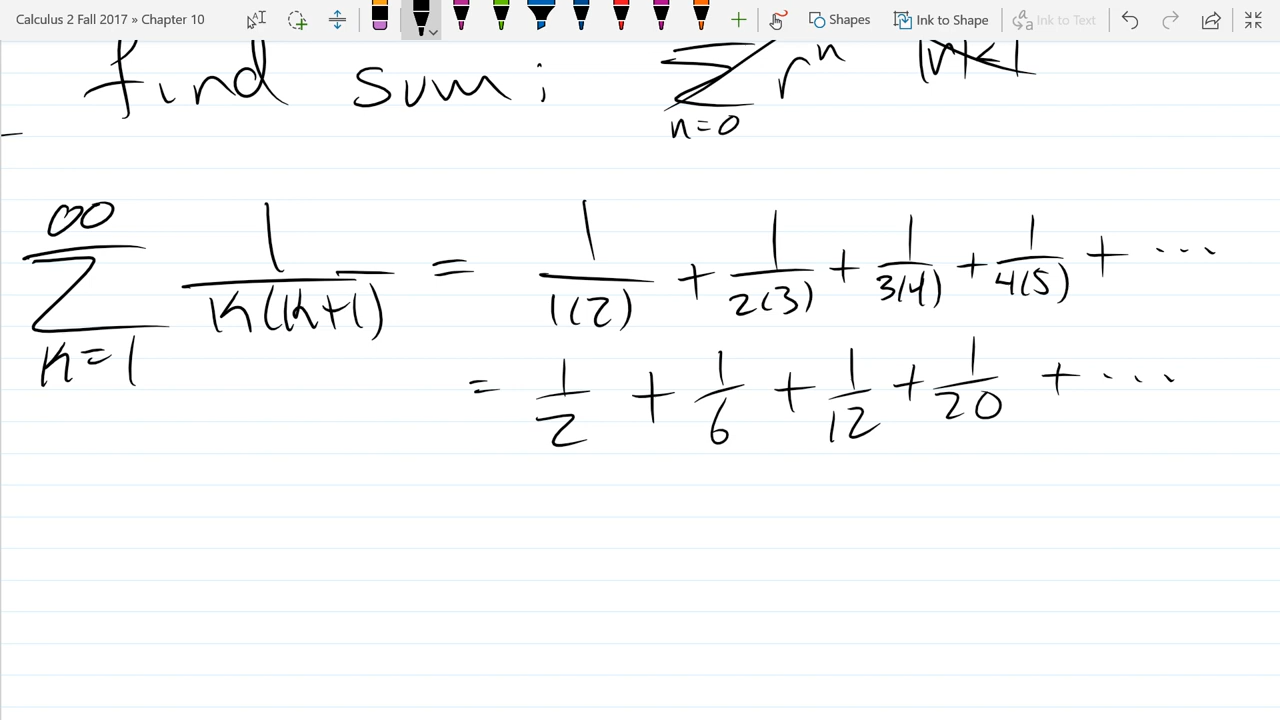 Calculus 2 Fall 2017 » Chapter 10
Shapes
Ink to Shape
Ink to Text
find sum: ∑ n=0 r^n |r|<1
∞ ∑ k=1 1/(k(k+1)) = 1/(1(2)) + 1/(2(3)) + 1/(3(4)) + 1/(4(5)) + ...
= 1/2 + 1/6 + 1/12 + 1/20 + ...